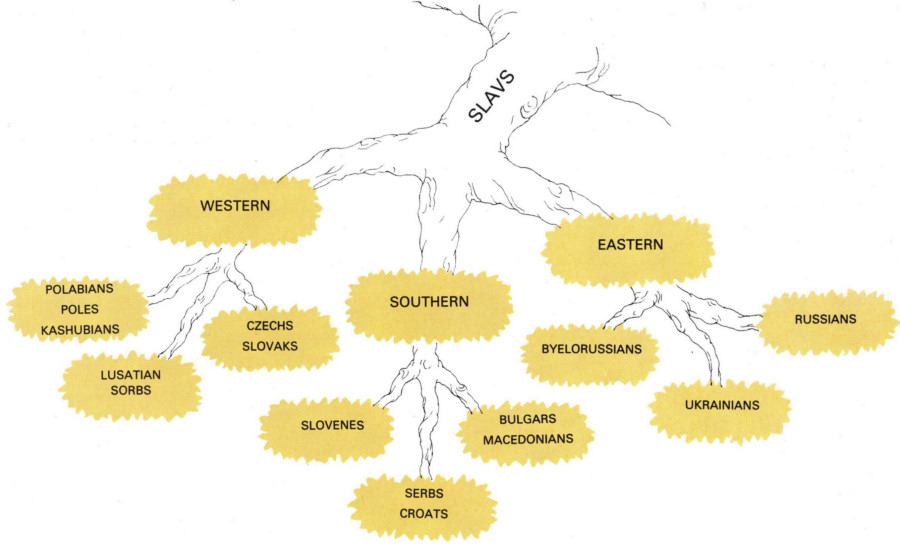 SLAVS
WESTERN
POLABIANS
POLES
KASHUBIANS
LUSATIAN
SORBS
CZECHS
SLOVAKS
SOUTHERN
SLOVENES
SERBS
CROATS
BULGARS
MACEDONIANS
EASTERN
BYELORUSSIANS
UKRAINIANS
RUSSIANS